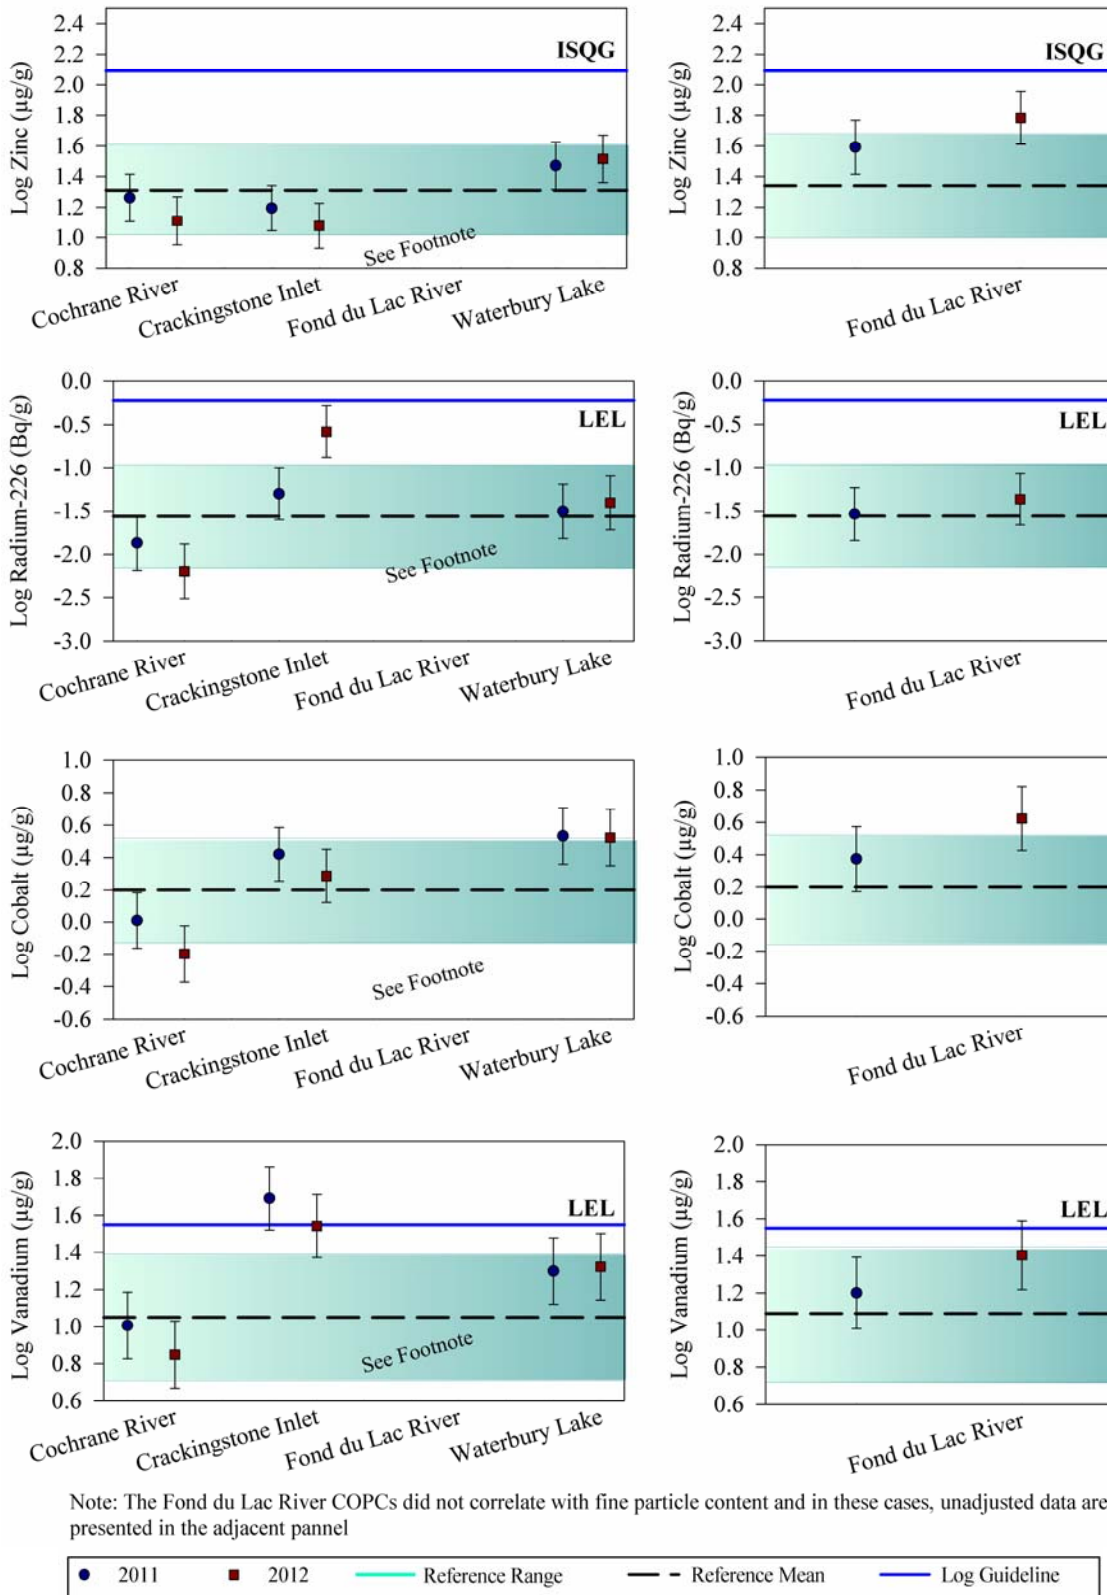 Log Zinc (µg/g)
2.4
2.2
2.0
1.8
1.6
1.4
1.2
1.0
0.8
ISQG
See Footnote
Cochrane River
Crackingstone Inlet
Fond du Lac River
Waterbury Lake
Log Zinc (µg/g)
2.4
2.2
2.0
1.8
1.6
1.4
1.2
1.0
0.8
ISQG
Fond du Lac River
Log Radium-226 (Bq/g)
0.0
-0.5
-1.0
-1.5
-2.0
-2.5
-3.0
LEL
See Footnote
Cochrane River
Crackingstone Inlet
Fond du Lac River
Waterbury Lake
Log Radium-226 (Bq/g)
0.0
-0.5
-1.0
-1.5
-2.0
-2.5
-3.0
LEL
Fond du Lac River
Log Cobalt (µg/g)
1.0
0.8
0.6
0.4
0.2
0.0
-0.2
-0.4
-0.6
See Footnote
Cochrane River
Crackingstone Inlet
Fond du Lac River
Waterbury Lake
Log Cobalt (µg/g)
1.0
0.8
0.6
0.4
0.2
0.0
-0.2
-0.4
-0.6
Fond du Lac River
Log Vanadium (µg/g)
2.0
1.8
1.6
1.4
1.2
1.0
0.8
0.6
LEL
See Footnote
Cochrane River
Crackingstone Inlet
Fond du Lac River
Waterbury Lake
Log Vanadium (µg/g)
2.0
1.8
1.6
1.4
1.2
1.0
0.8
0.6
LEL
Fond du Lac River
Note: The Fond du Lac River COPCs did not correlate with fine particle content and in these cases, unadjusted data are
presented in the adjacent pannel
2011 2012 Reference Range Reference Mean Log Guideline